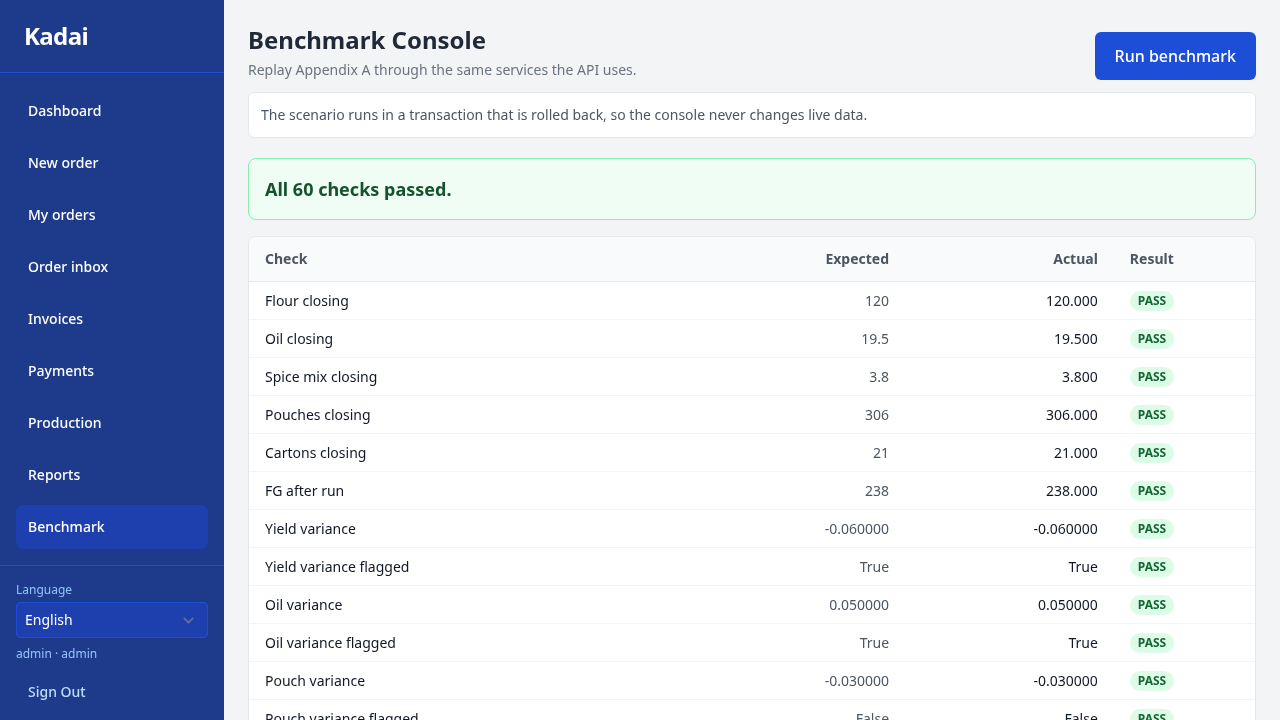 Kadai
Dashboard
New order
My orders
Order inbox
Invoices
Payments
Production
Reports
Benchmark
Language
English
admin · admin
Sign Out
Benchmark Console
Replay Appendix A through the same services the API uses.
Run benchmark
The scenario runs in a transaction that is rolled back, so the console never changes live data.
All 60 checks passed.
Check Expected Actual Result
Flour closing 120 120.000 PASS
Oil closing 19.5 19.500 PASS
Spice mix closing 3.8 3.800 PASS
Pouches closing 306 306.000 PASS
Cartons closing 21 21.000 PASS
FG after run 238 238.000 PASS
Yield variance -0.060000 -0.060000 PASS
Yield variance flagged True True PASS
Oil variance 0.050000 0.050000 PASS
Oil variance flagged True True PASS
Pouch variance -0.030000 -0.030000 PASS
Pouch variance flagged False False PASS